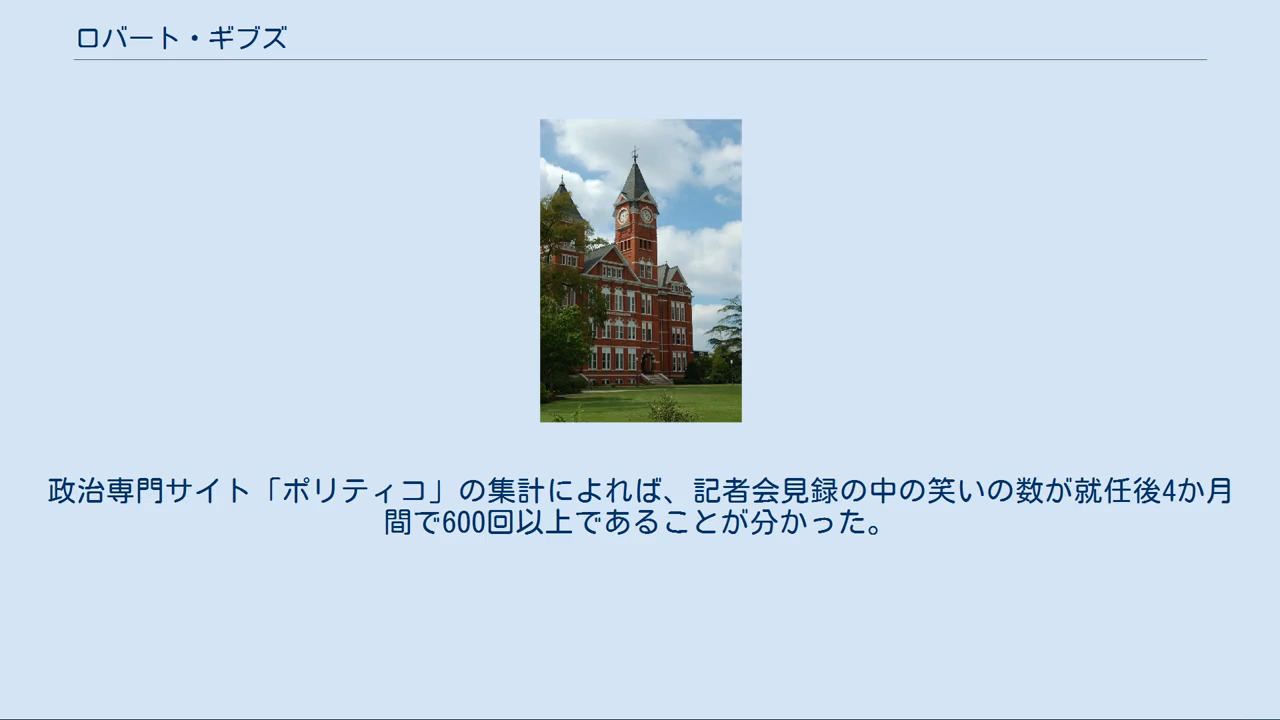 ロバート・ギブズ
政治専門サイト「ポリティコ」の集計によれば、記者会見録の中の笑いの数が就任後4か月
間で600回以上であることが分かった。